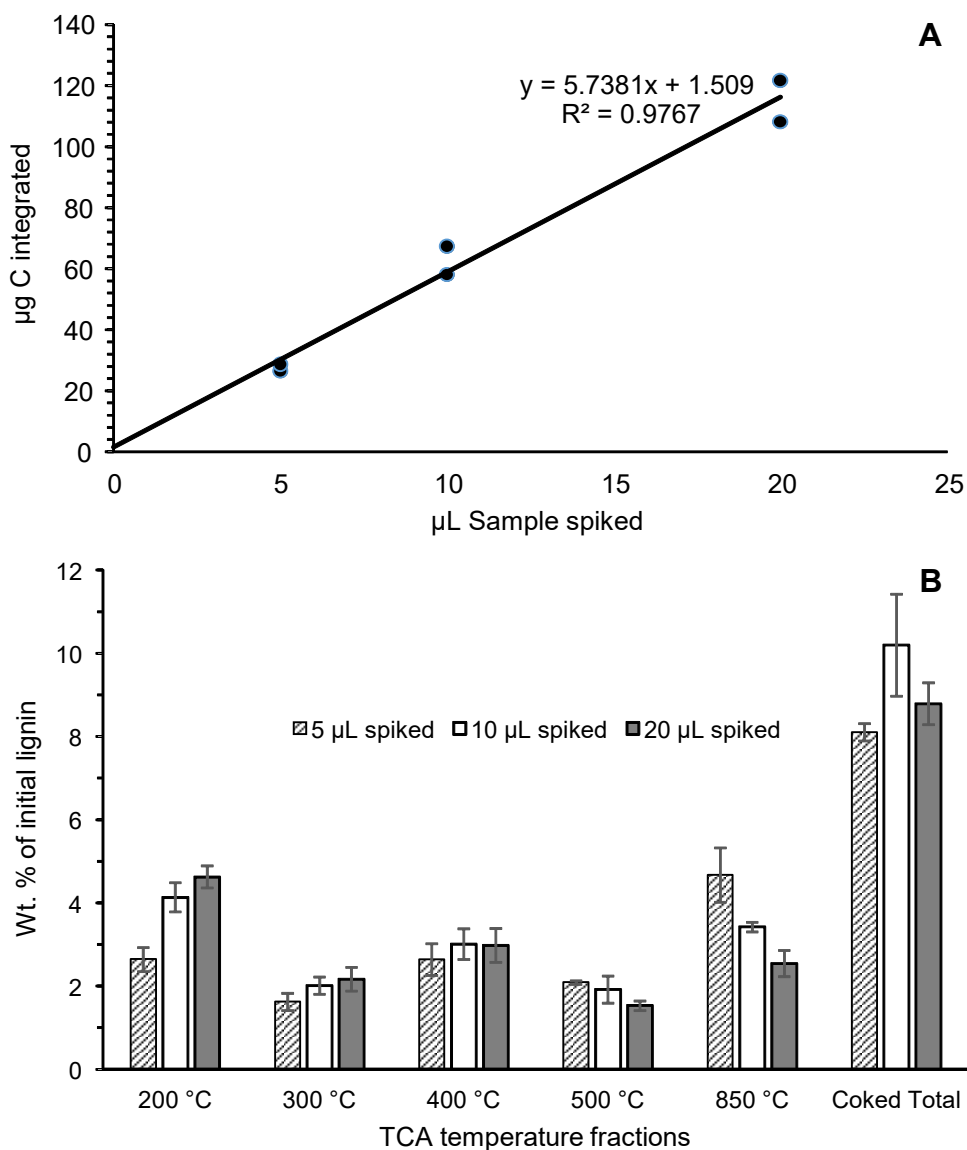 A
140
120
100
80
60
40
20
0
y = 5.7381x + 1.509
R² = 0.9767
µg C integrated
0 5 10 15 20 25
µL Sample spiked
B
12
10
8
6
4
2
0
Wt. % of initial lignin
5 µL spiked 10 µL spiked 20 µL spiked
200 °C 300 °C 400 °C 500 °C 850 °C Coked Total
TCA temperature fractions